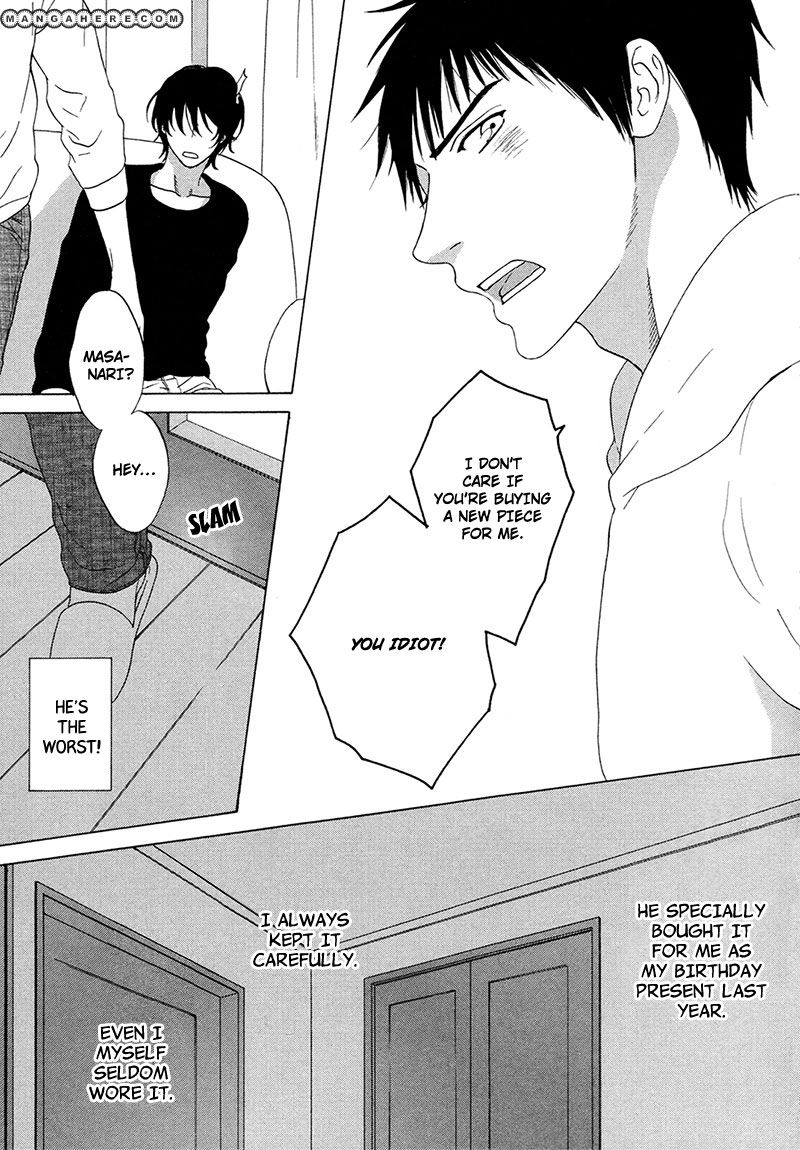 MANGAHERE.COM
I DON'T
CARE IF
YOU'RE BUYING
A NEW PIECE
FOR ME.
YOU IDIOT!
MASA-
NARI?
HEY...
SLAM
HE'S
THE
WORST!
HE SPECIALLY
BOUGHT IT
FOR ME AS
MY BIRTHDAY
PRESENT LAST
YEAR.
I ALWAYS
KEPT IT
CAREFULLY.
EVEN I
MYSELF
SELDOM
WORE IT.